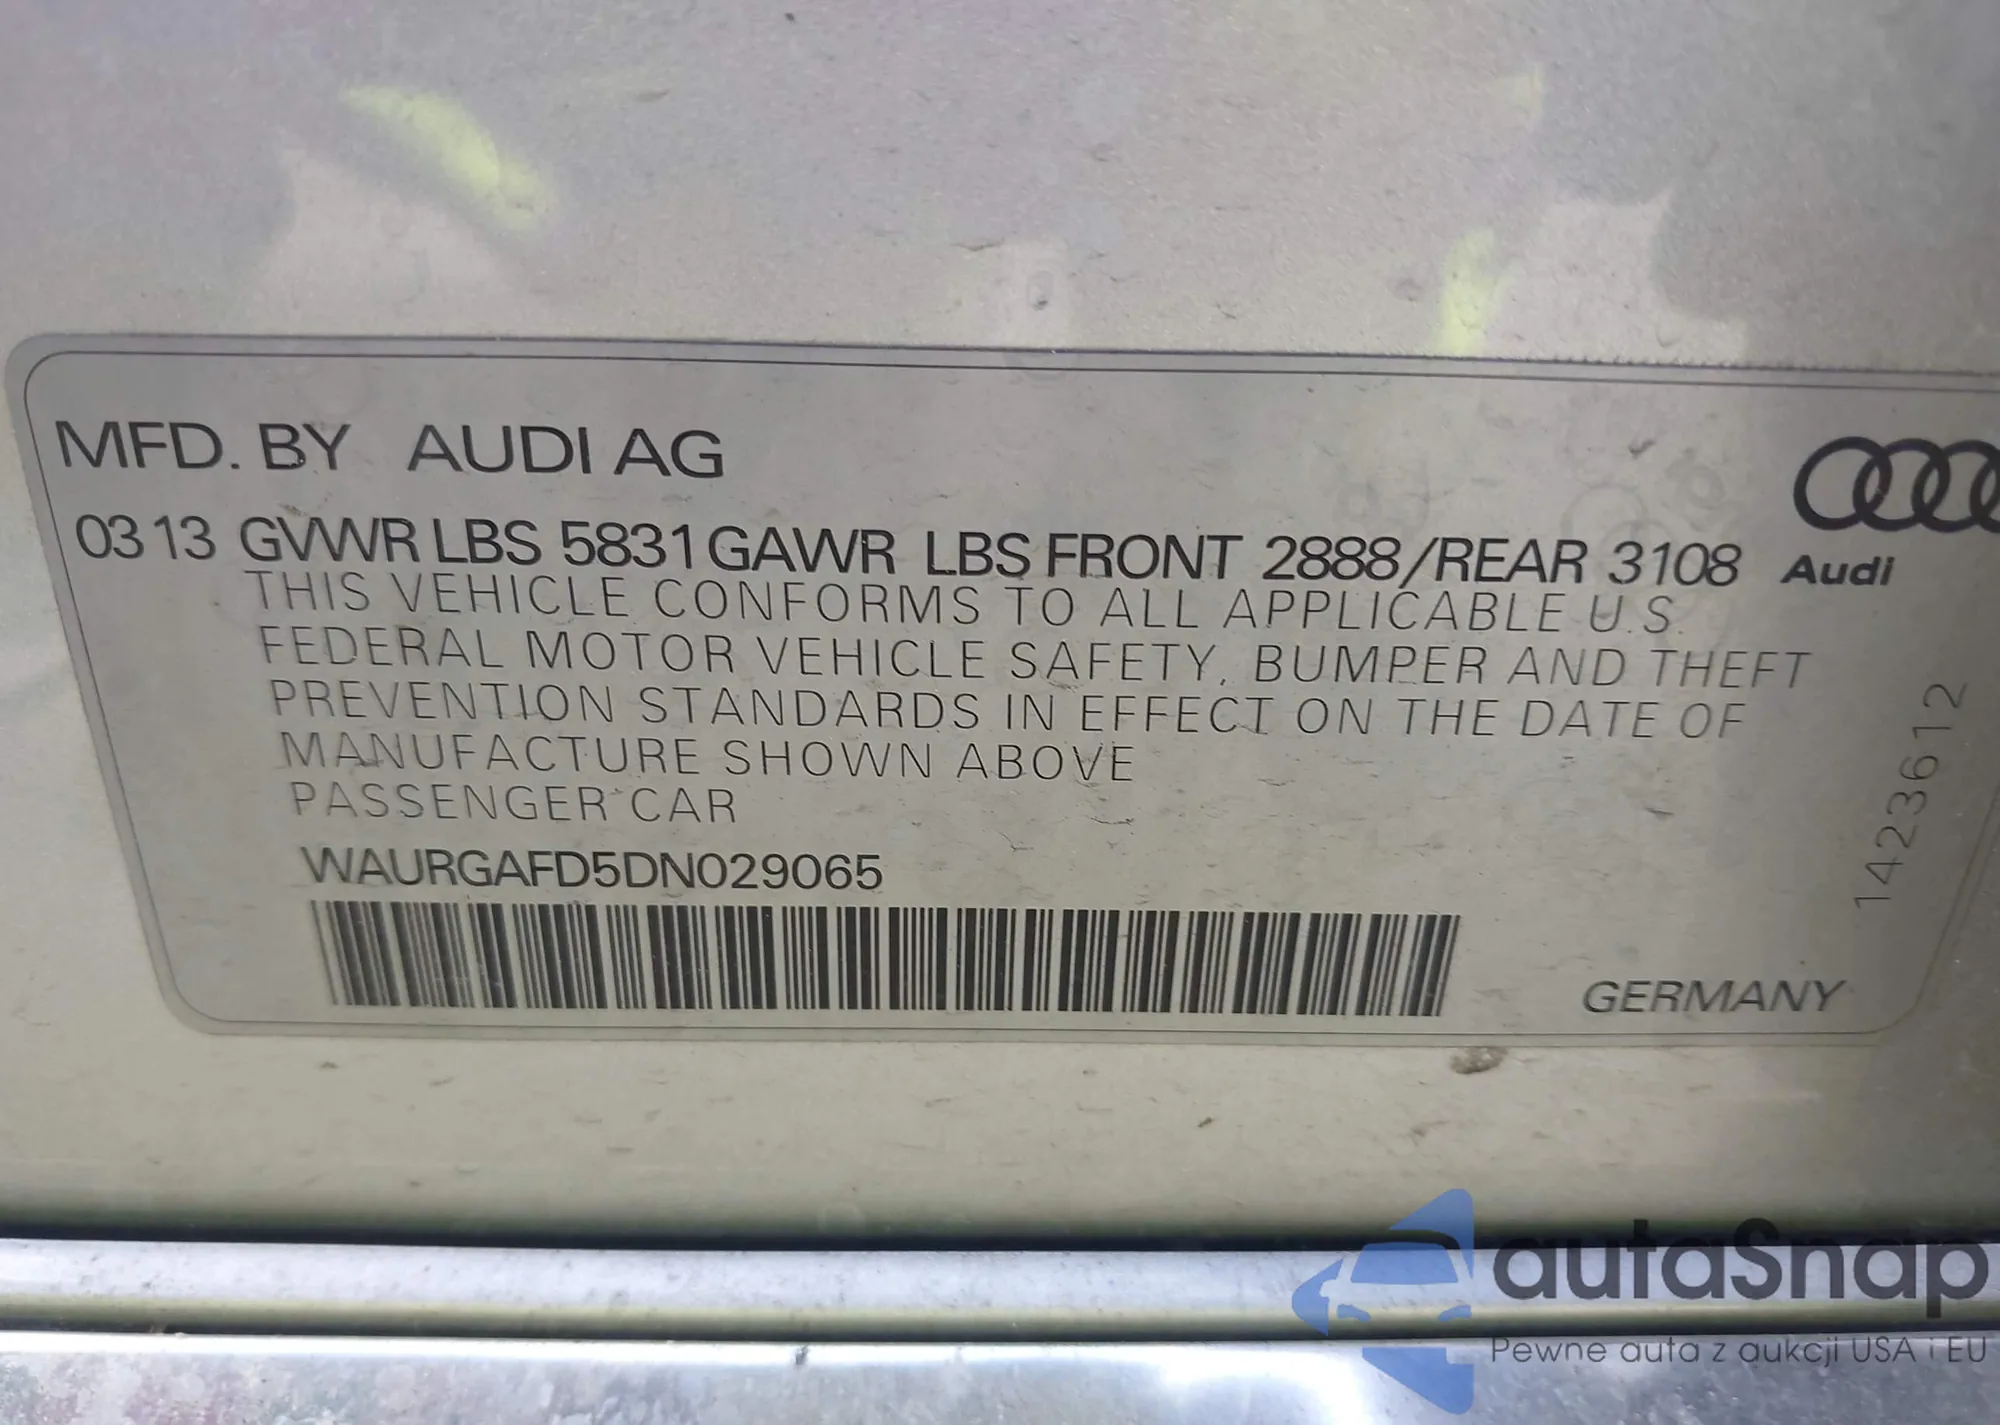 MFD. BY AUDI AG
03 13 GVWR LBS 5831 GAWR LBS FRONT 2888/REAR 3108
Audi
THIS VEHICLE CONFORMS TO ALL APPLICABLE U.S.
FEDERAL MOTOR VEHICLE SAFETY, BUMPER AND THEFT
PREVENTION STANDARDS IN EFFECT ON THE DATE OF
MANUFACTURE SHOWN ABOVE
PASSENGER CAR
WAURGAFD5DN029065
GERMANY
1423612
autaSnap
Pewne auta z aukcji USA i EU